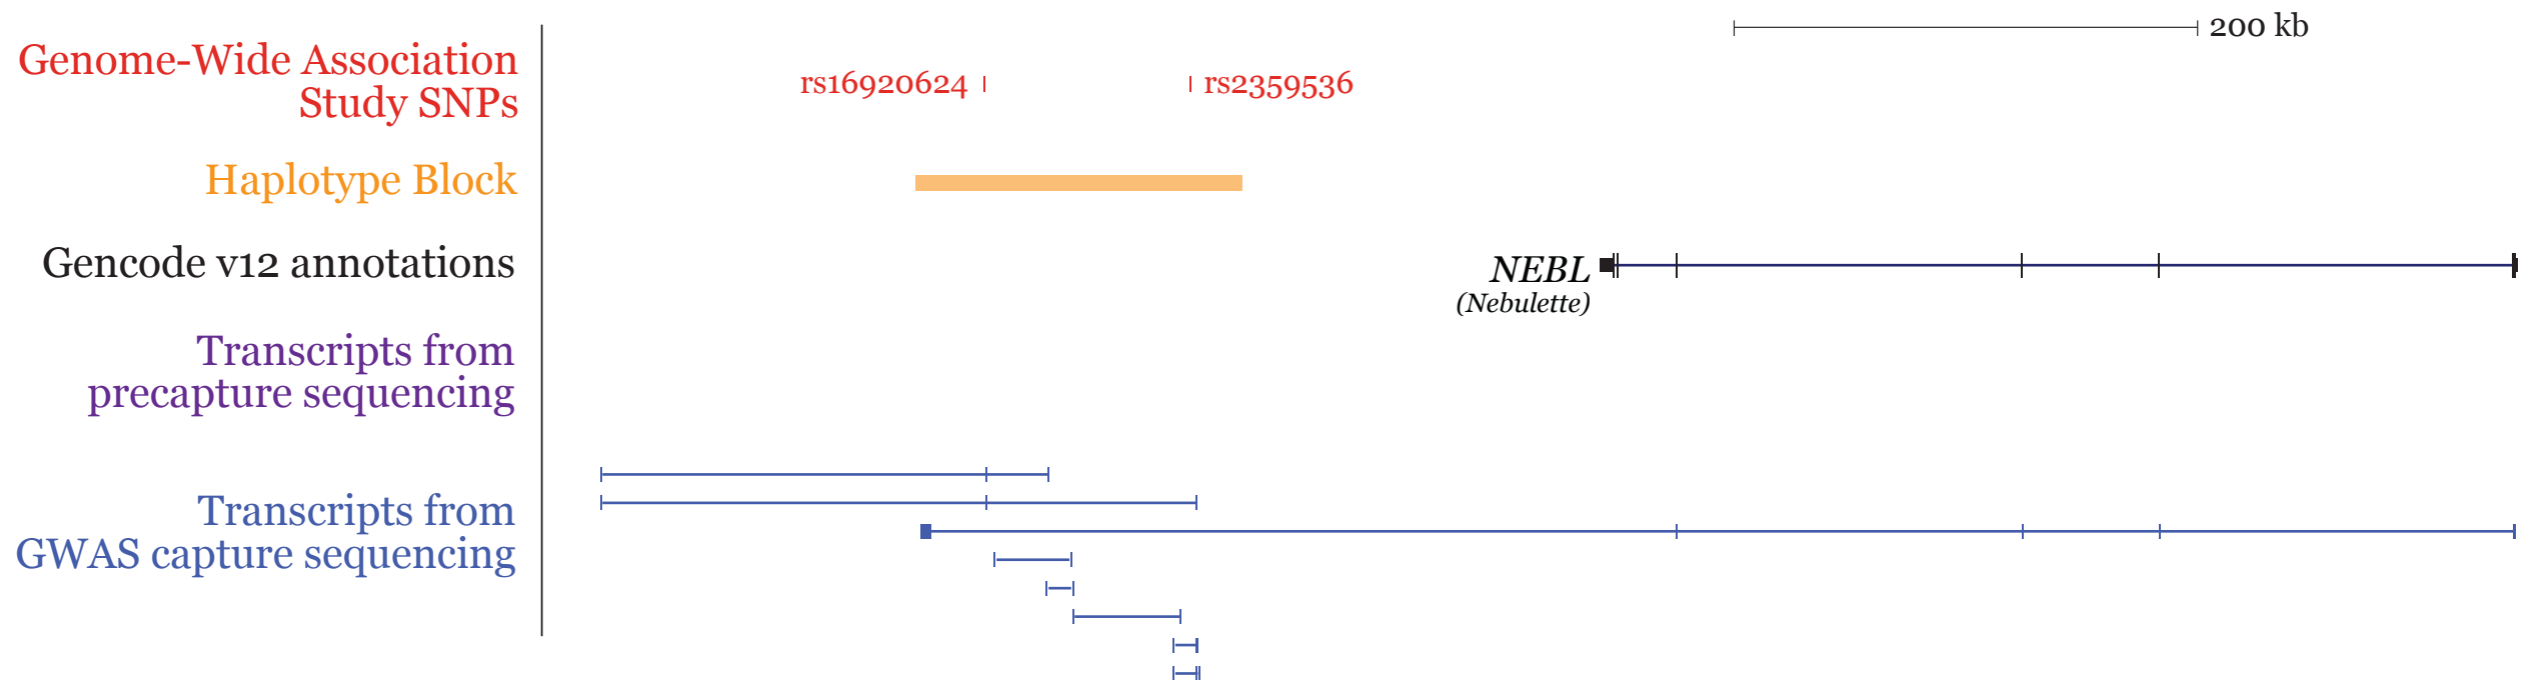 200 kb
Genome-Wide Association
Study SNPs
rs16920624
rs2359536
Haplotype Block
Gencode v12 annotations
NEBL
(Nebulette)
Transcripts from
precapture sequencing
Transcripts from
GWAS capture sequencing